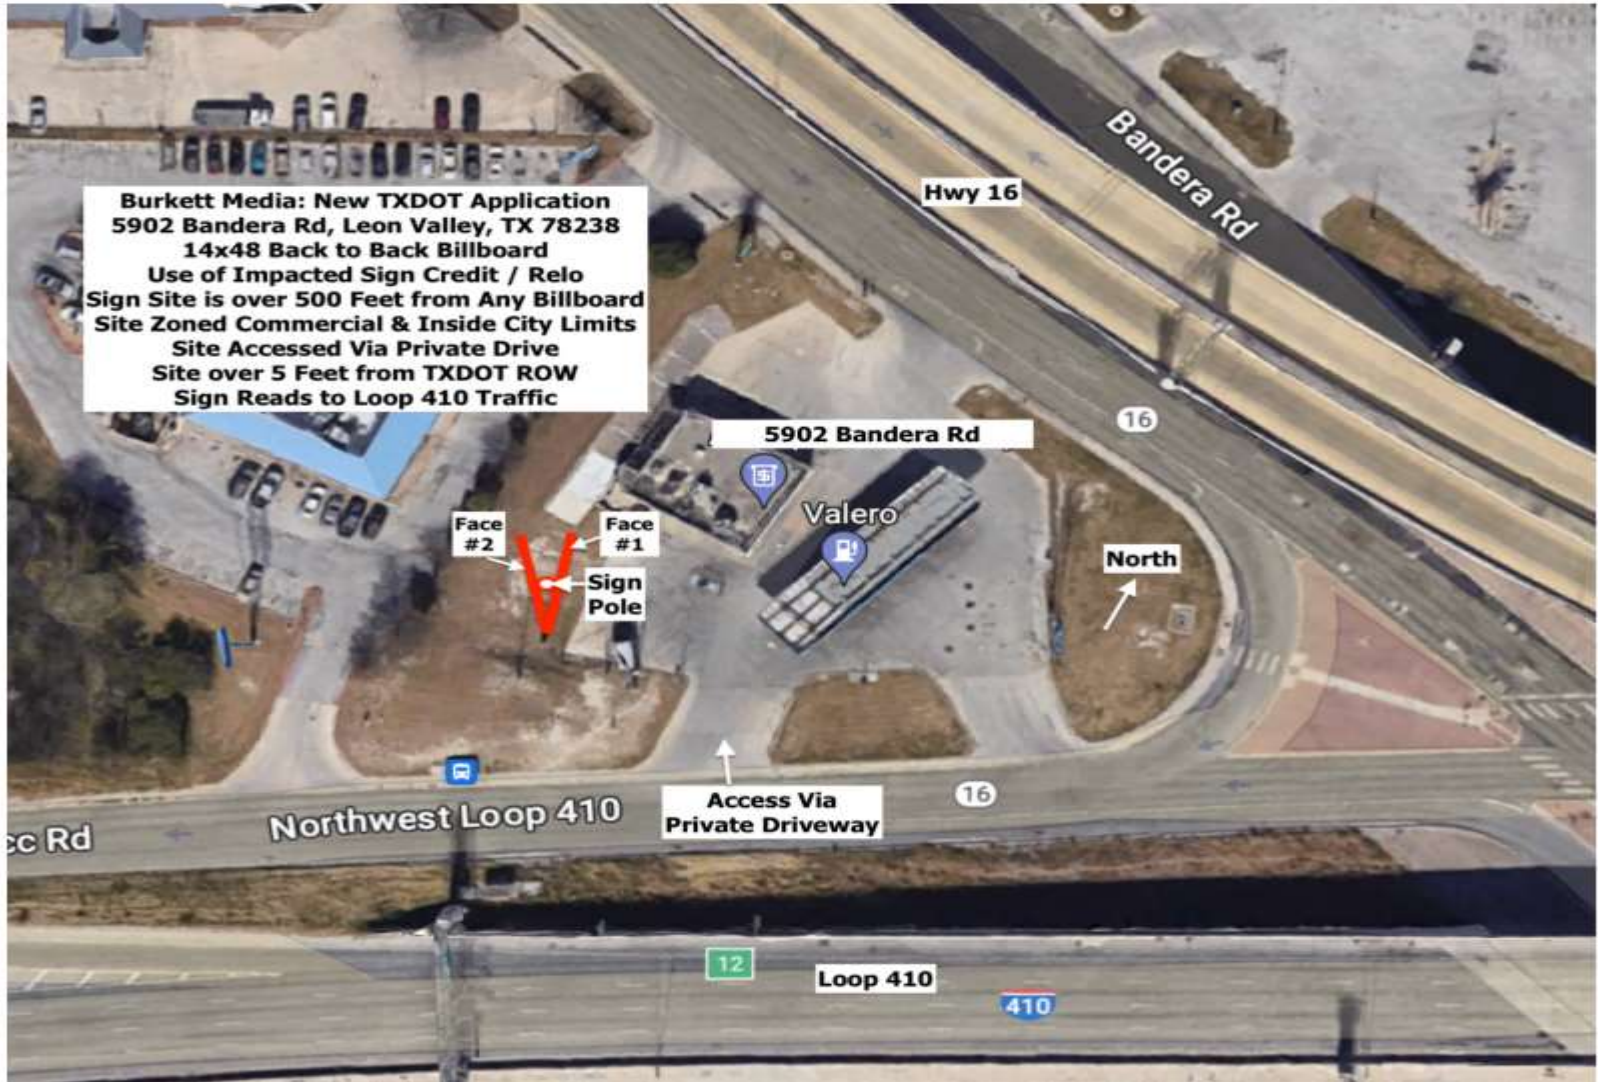 Burkett Media: New TXDOT Application
5902 Bandera Rd, Leon Valley, TX 78238
14x48 Back to Back Billboard
Use of Impacted Sign Credit / Relo
Sign Site is over 500 Feet from Any Billboard
Site Zoned Commercial & Inside City Limits
Site Accessed Via Private Drive
Site over 5 Feet from TXDOT ROW
Sign Reads to Loop 410 Traffic
Hwy 16
Bandera Rd
16
5902 Bandera Rd
Valero
Face
#2
Face
#1
Sign
Pole
North
Access Via
Private Driveway
16
Northwest Loop 410
cc Rd
12
Loop 410
410